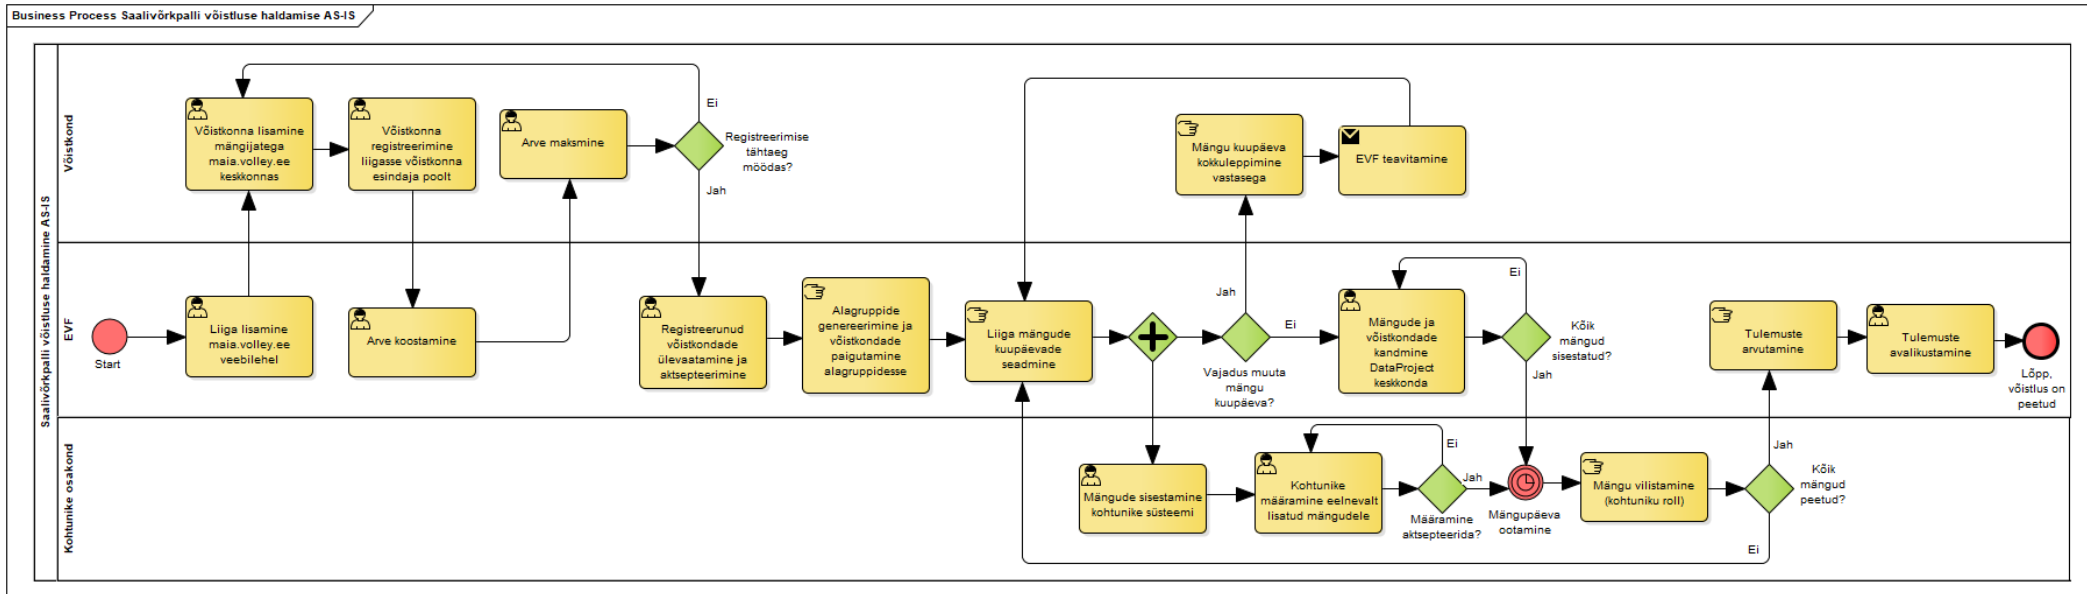 Business Process Saalivõrkpalli võistluse haldamise AS-IS
Saalivõrkpalli võistluse haldamine AS-IS
Võistkond
Võistkonna lisamine
mängijatega
maia.volley.ee
keskkonnas
Võistkonna
registreerimine
liigasse võistkonna
esindaja poolt
Arve maksmine
Ei
Registreerimise
tähtaeg
möödas?
Jah
Mängu kuupäeva
kokkuleppimine
vastasega
EVF teavitamine
EVF
Start
Liiga lisamine
maia.volley.ee
veebilehel
Arve koostamine
Registreerunud
võistkondade
ülevaatamine ja
aktsepteerimine
Alagruppide
genereerimine ja
võistkondade
paigutamine
alagruppidesse
Liiga mängude
kuupäevade
seadmine
Jah
Ei
Vajadus muuta
mängu
kuupäeva?
Mängude ja
võistkondade
kandmine
DataProject
keskkonda
Ei
Kõik
mängud
sisestatud?
Jah
Tulemuste
arvutamine
Tulemuste
avalikustamine
Lõpp,
võistlus on
peetud
Kohtunike osakond
Mängude sisestamine
kohtunike süsteemi
Kohtunike
määramine eelnevalt
lisatud mängudele
Ei
Jah
Määramine
aktsepteerida?
Mängupäeva
ootamine
Mängu vilistamine
(kohtuniku roll)
Jah
Kõik
mängud
peetud?
Ei